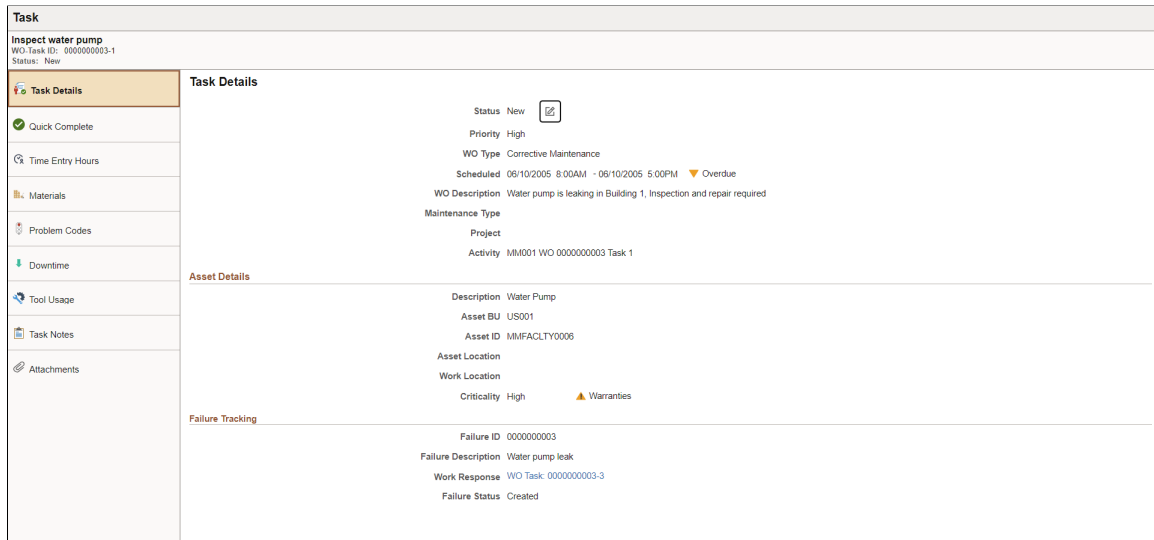 Task
Inspect water pump
WO-Task ID: 0000000003-1
Status: New
Task Details
Quick Complete
Time Entry Hours
Materials
Problem Codes
Downtime
Tool Usage
Task Notes
Attachments
Task Details
Status New
Priority High
WO Type Corrective Maintenance
Scheduled 06/10/2005 8:00AM - 06/10/2005 5:00PM Overdue
WO Description Water pump is leaking in Building 1, Inspection and repair required
Maintenance Type
Project
Activity MM001 WO 0000000003 Task 1
Asset Details
Description Water Pump
Asset BU US001
Asset ID MMFACLTY0006
Asset Location
Work Location
Criticality High Warranties
Failure Tracking
Failure ID 0000000003
Failure Description Water pump leak
Work Response WO Task: 0000000003-3
Failure Status Created